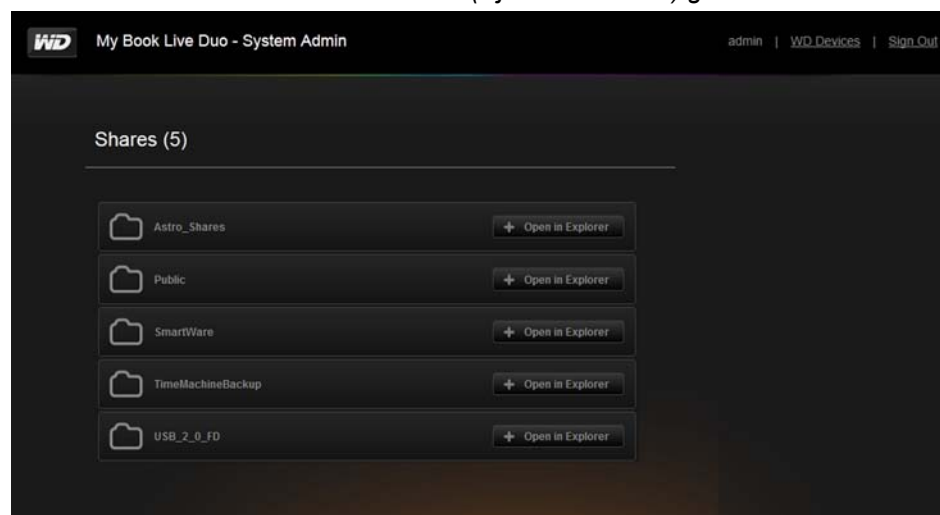 WD My Book Live Duo - System Admin admin | WD Devices | Sign Out
Shares (5)
Astro_Shares + Open in Explorer
Public + Open in Explorer
SmartWare + Open in Explorer
TimeMachineBackup + Open in Explorer
USB_2_0_FD + Open in Explorer